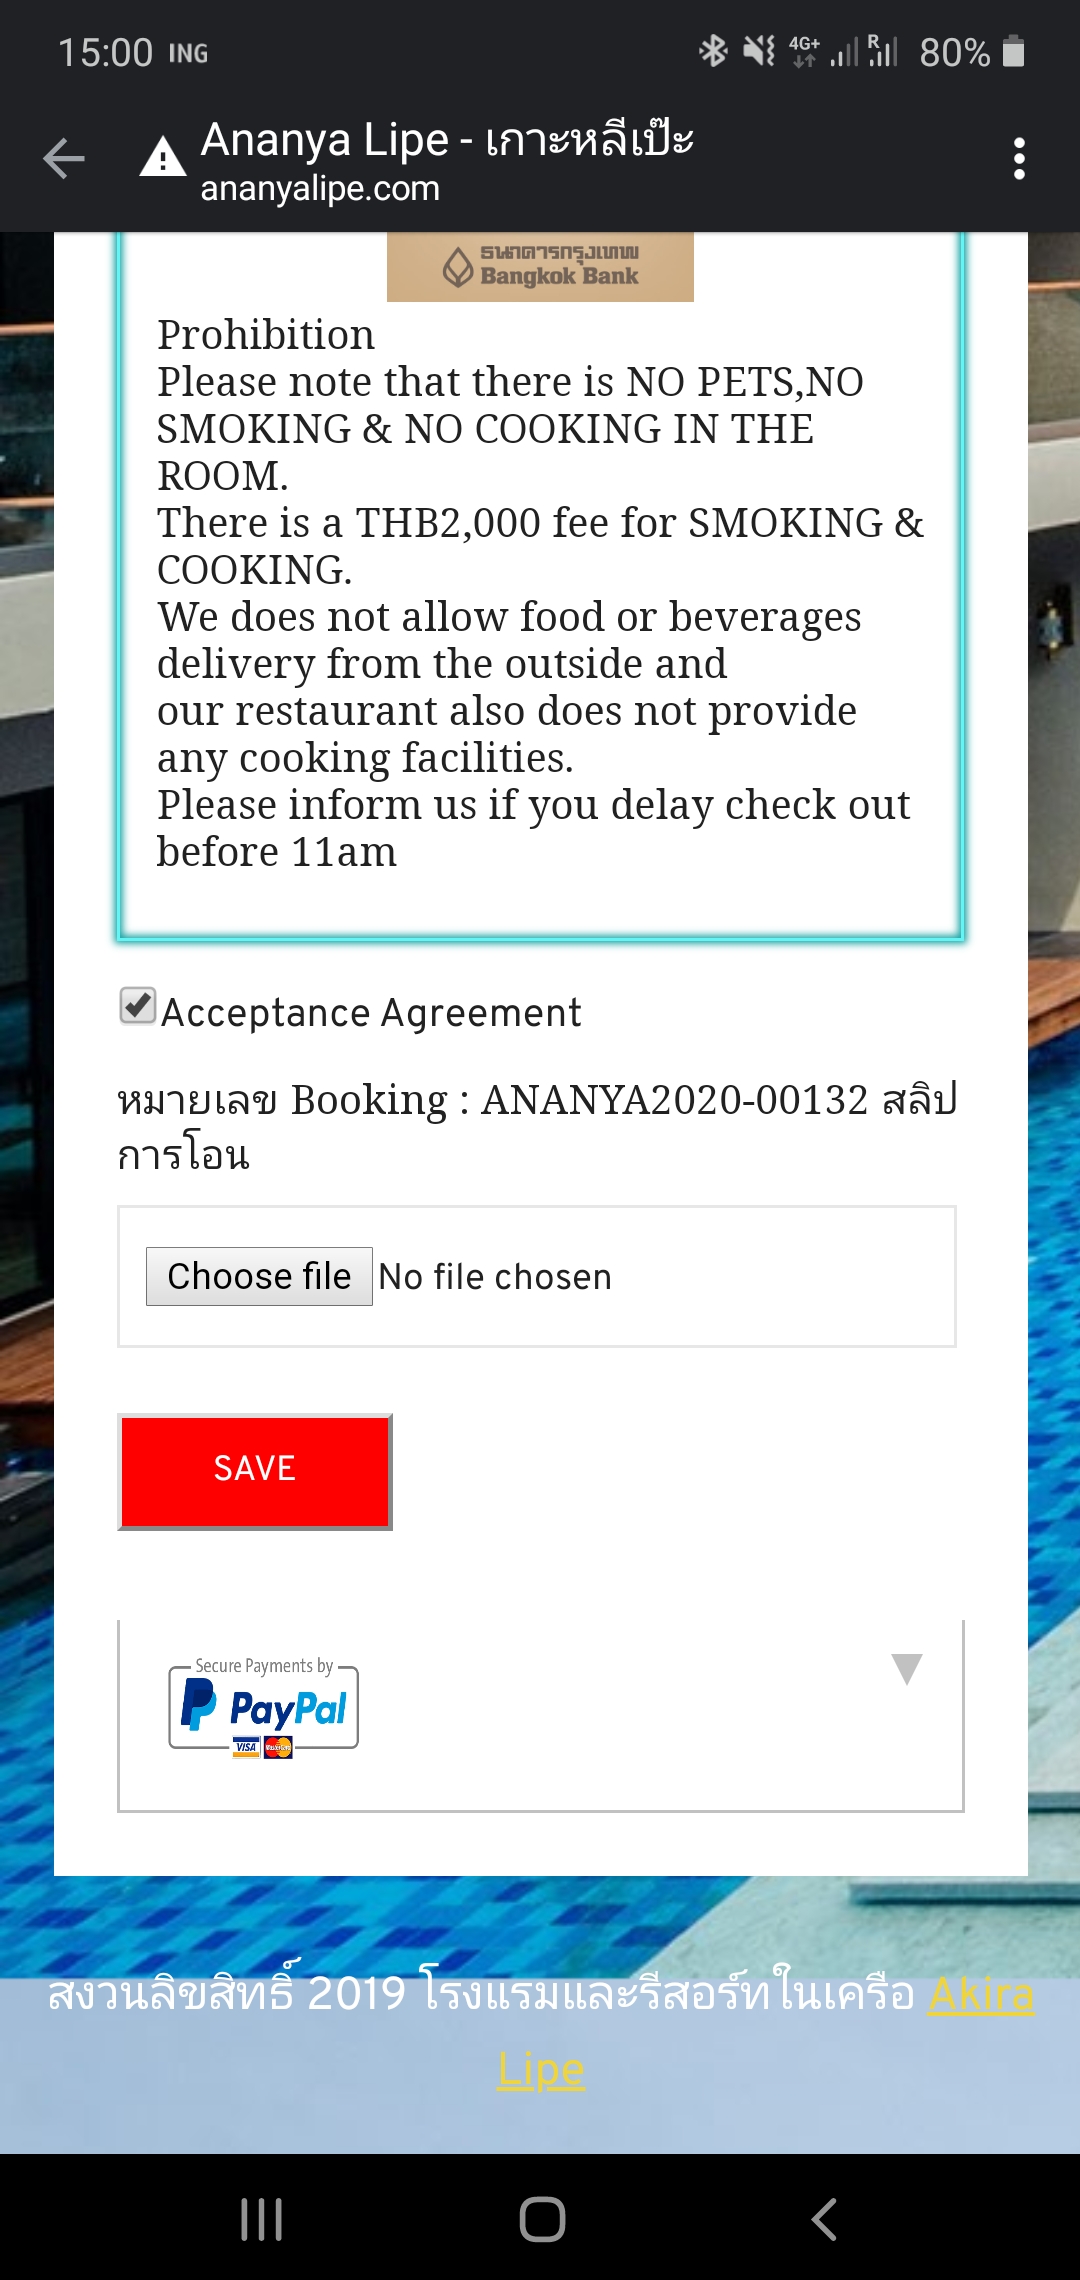 15:00 ING 4G+ R 80%
Ananya Lipe - เกาะหลีเป๊ะ
ananyalipe.com
ธนาคารกรุงเทพ
Bangkok Bank
Prohibition
Please note that there is NO PETS,NO
SMOKING & NO COOKING IN THE
ROOM.
There is a THB2,000 fee for SMOKING &
COOKING.
We does not allow food or beverages
delivery from the outside and
our restaurant also does not provide
any cooking facilities.
Please inform us if you delay check out
before 11am
Acceptance Agreement
หมายเลข Booking : ANANYA2020-00132 สลิป
การโอน
Choose file No file chosen
SAVE
Secure Payments by
PayPal
VISA MasterCard
สงวนลิขสิทธิ์ 2019 โรงแรมและรีสอร์ทในเครือ Akira
Lipe